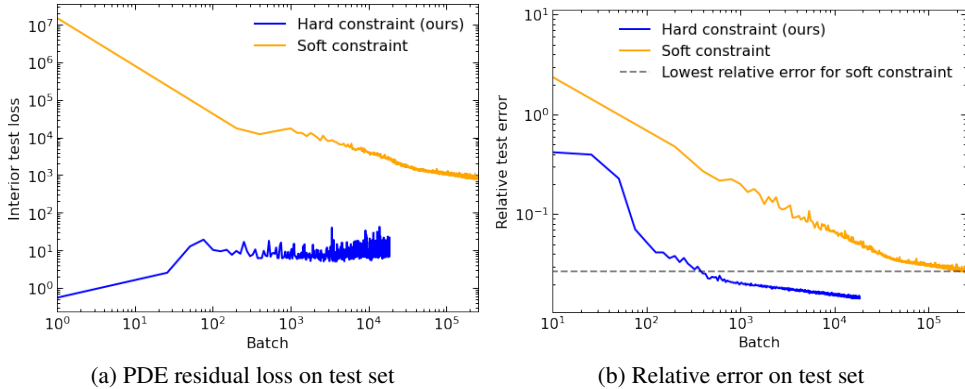 Hard constraint (ours)
Soft constraint
Interior test loss
10^7
10^6
10^5
10^4
10^3
10^2
10^1
10^0
10^0 10^1 10^2 10^3 10^4 10^5
Batch
(a) PDE residual loss on test set
Hard constraint (ours)
Soft constraint
Lowest relative error for soft constraint
Relative test error
10^1
10^0
10^-1
10^1 10^2 10^3 10^4 10^5
Batch
(b) Relative error on test set